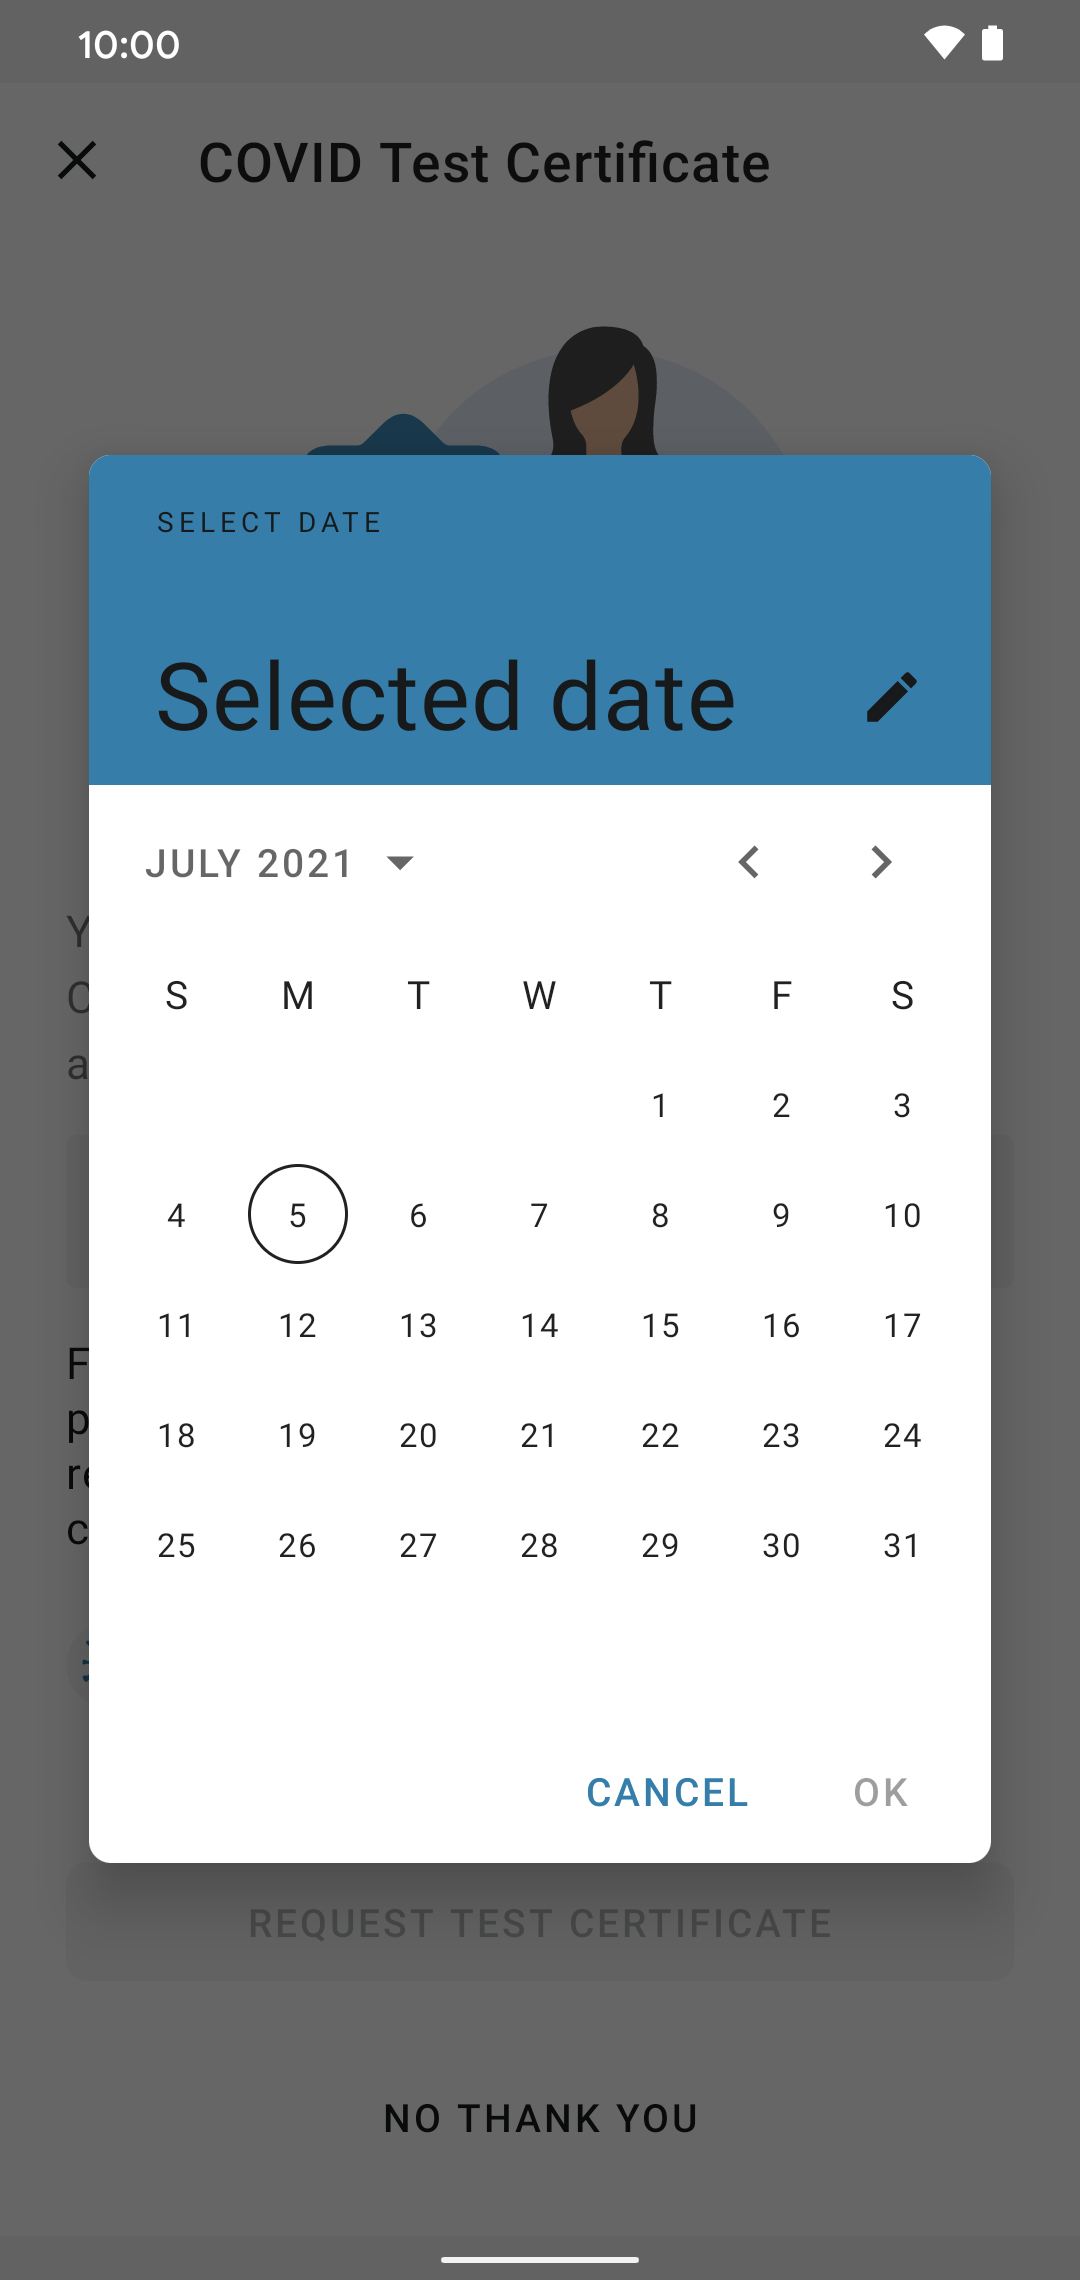 10:00
COVID Test Certificate
SELECT DATE
Selected date
JULY 2021
S M T W T F S
1 2 3
4 5 6 7 8 9 10
11 12 13 14 15 16 17
18 19 20 21 22 23 24
25 26 27 28 29 30 31
CANCEL OK
REQUEST TEST CERTIFICATE
NO THANK YOU